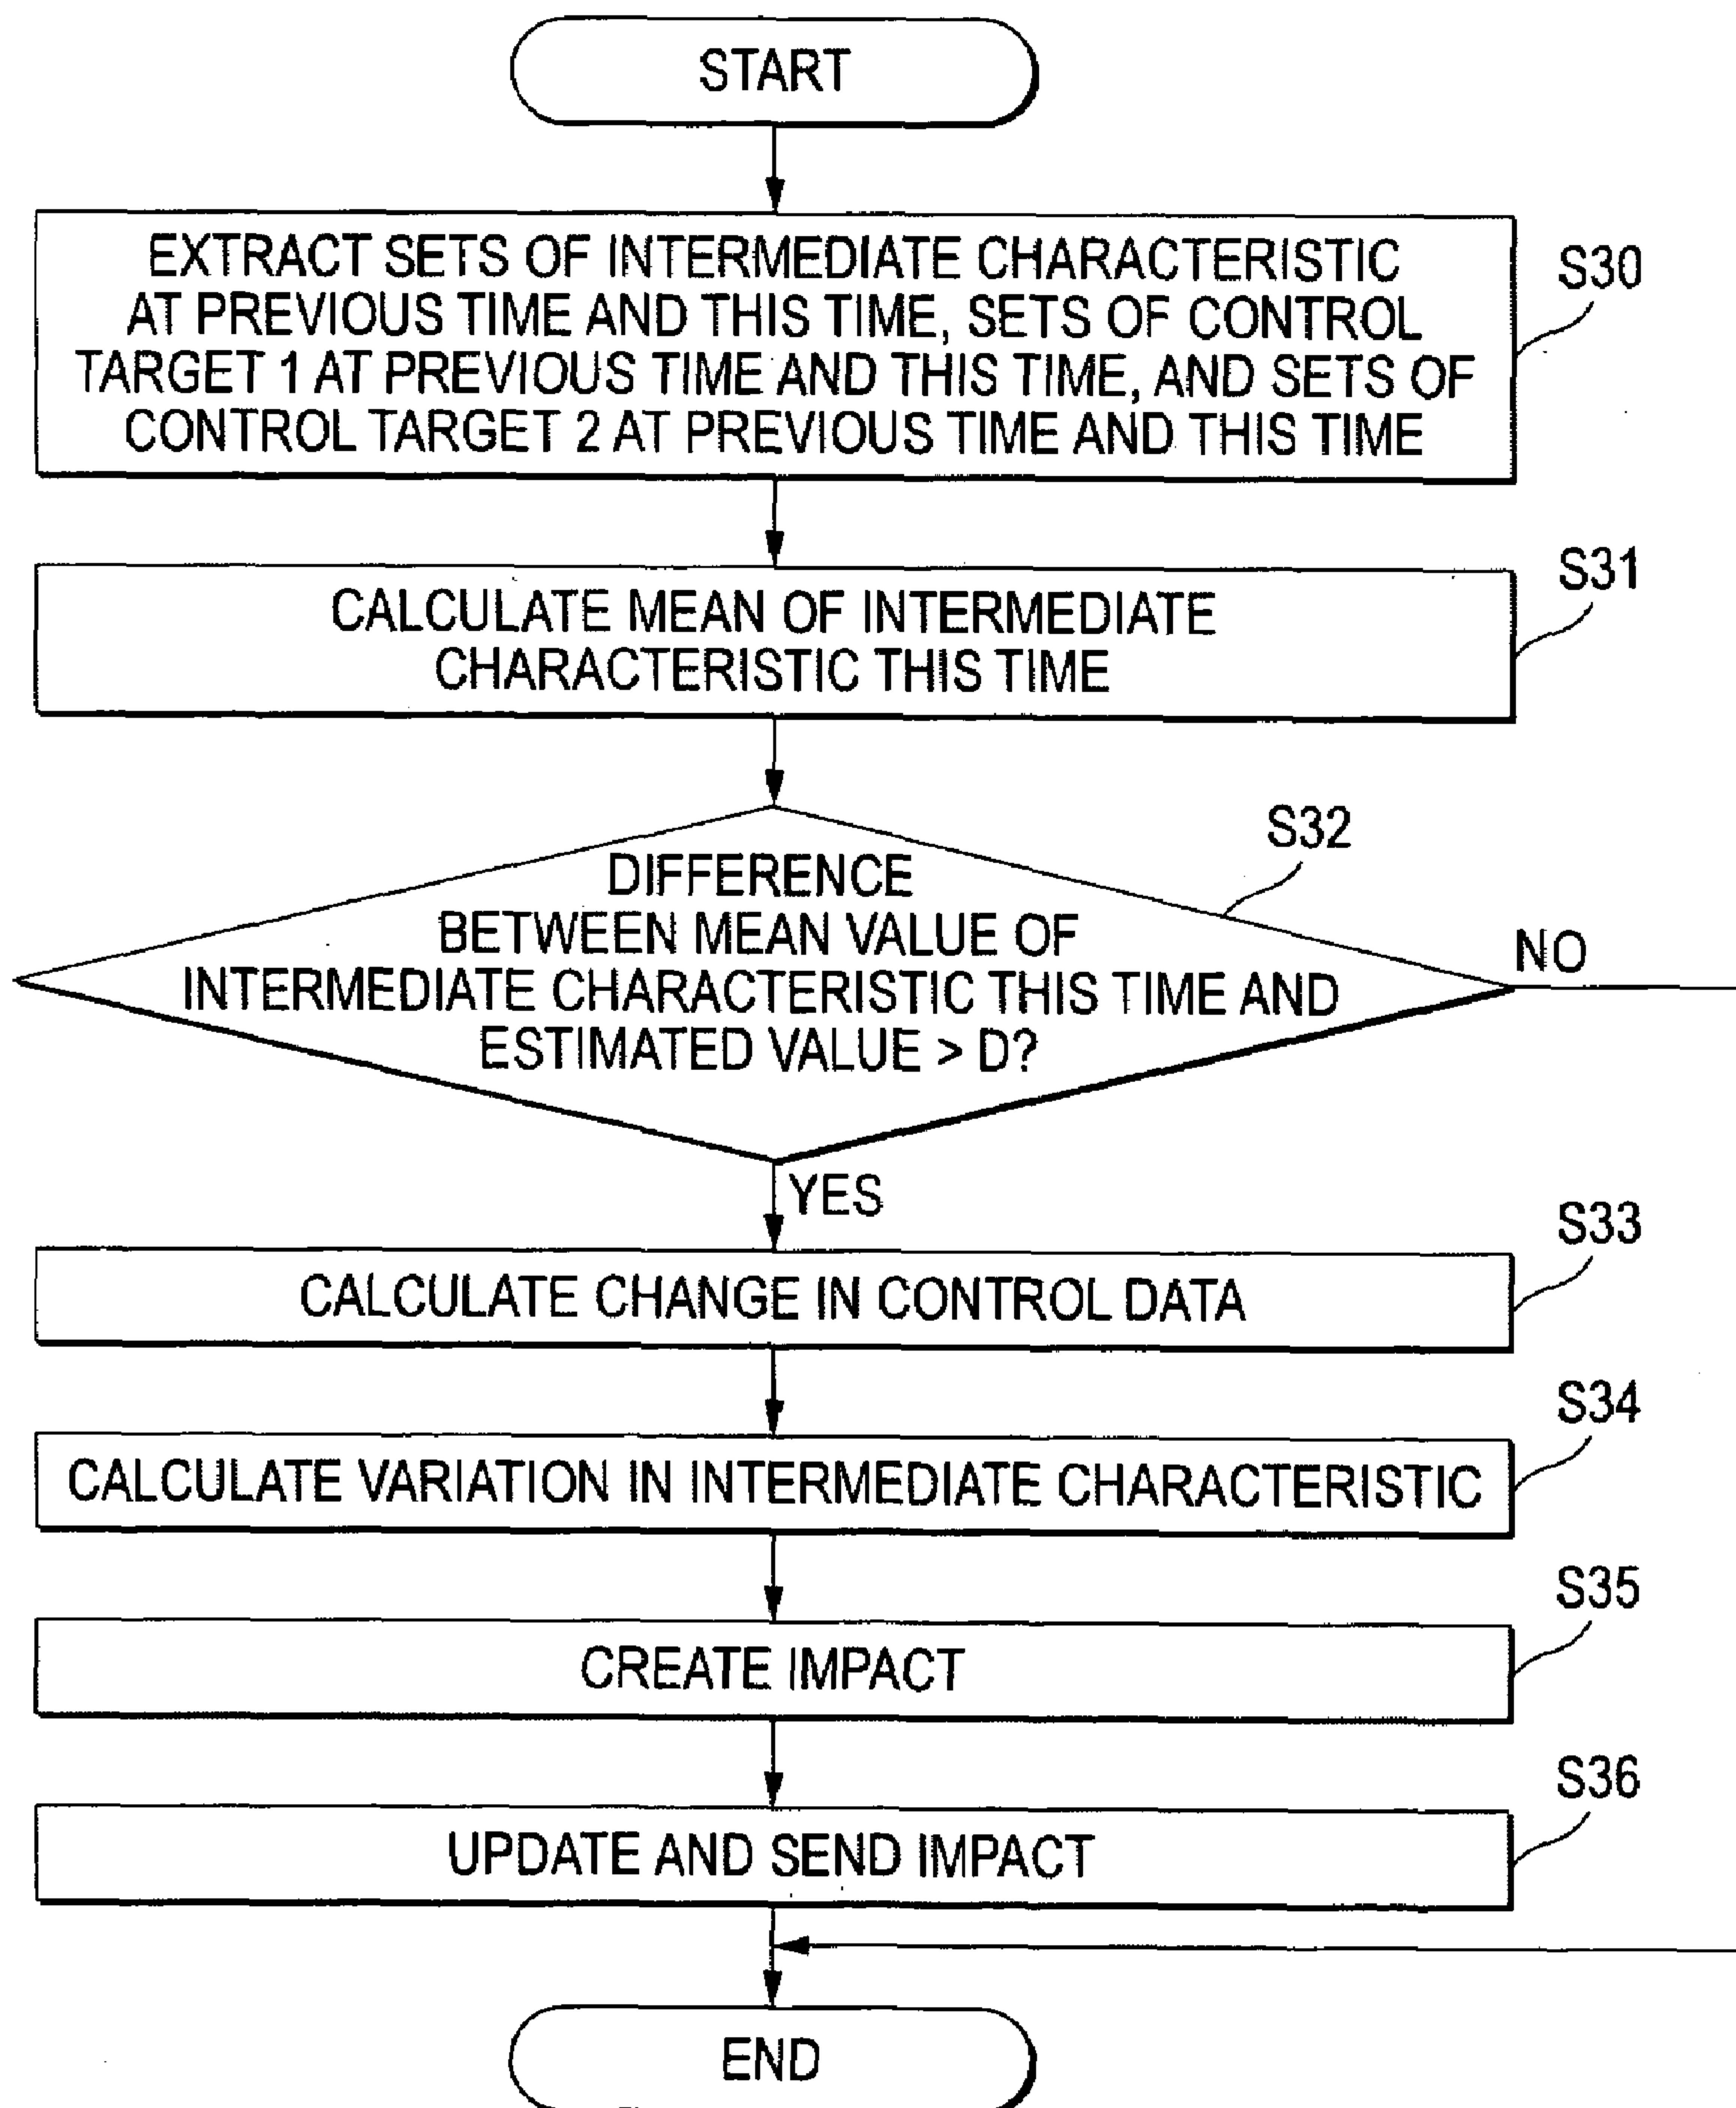 START
EXTRACT SETS OF INTERMEDIATE CHARACTERISTIC
AT PREVIOUS TIME AND THIS TIME, SETS OF CONTROL
TARGET 1 AT PREVIOUS TIME AND THIS TIME, AND SETS OF
CONTROL TARGET 2 AT PREVIOUS TIME AND THIS TIME
S30
CALCULATE MEAN OF INTERMEDIATE
CHARACTERISTIC THIS TIME
S31
DIFFERENCE
BETWEEN MEAN VALUE OF
INTERMEDIATE CHARACTERISTIC THIS TIME AND
ESTIMATED VALUE > D?
S32
NO
YES
CALCULATE CHANGE IN CONTROL DATA
S33
CALCULATE VARIATION IN INTERMEDIATE CHARACTERISTIC
S34
CREATE IMPACT
S35
UPDATE AND SEND IMPACT
S36
END